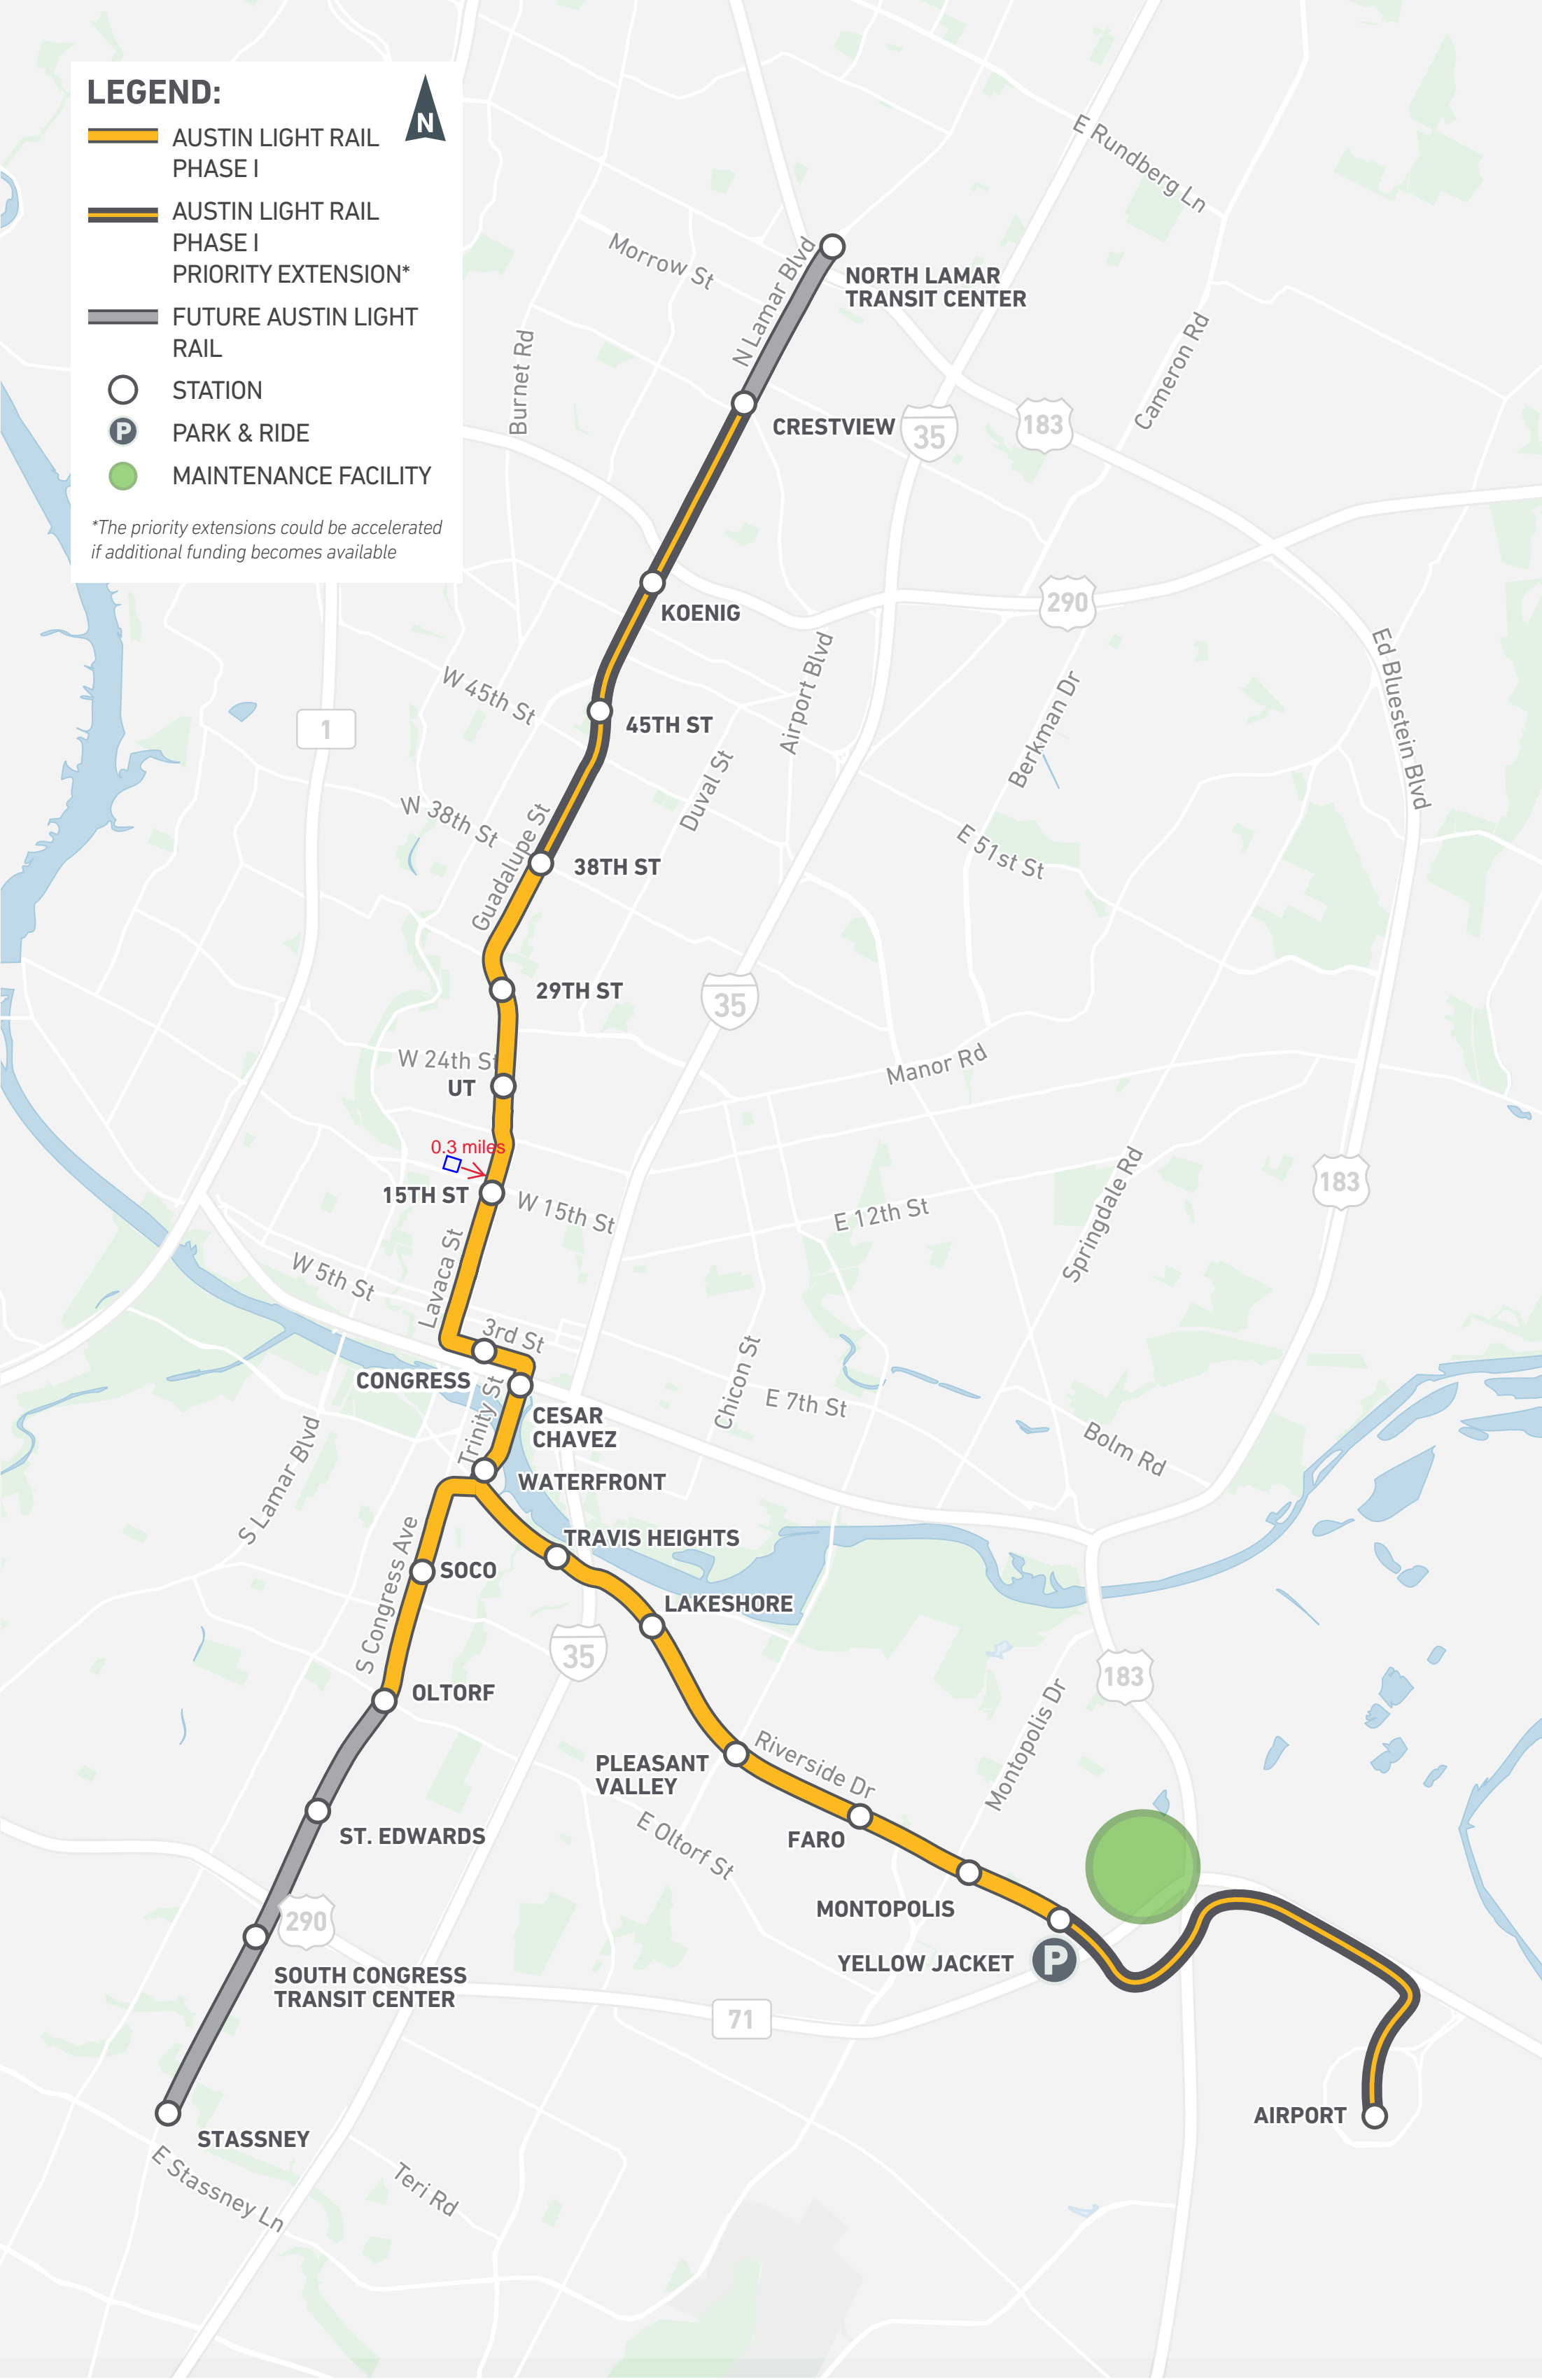 LEGEND:
N
AUSTIN LIGHT RAIL
PHASE I
AUSTIN LIGHT RAIL
PHASE I
PRIORITY EXTENSION*
FUTURE AUSTIN LIGHT
RAIL
STATION
P
PARK & RIDE
MAINTENANCE FACILITY
*The priority extensions could be accelerated
if additional funding becomes available
E Rundberg Ln
Morrow St
N Lamar Blvd
NORTH LAMAR
TRANSIT CENTER
Burnet Rd
Cameron Rd
CRESTVIEW
35
183
KOENIG
290
Ed Bluestein Blvd
W 45th St
45TH ST
Airport Blvd
Berkman Dr
1
Duval St
W 38th St
Guadalupe St
38TH ST
E 51st St
29TH ST
35
W 24th St
UT
Manor Rd
0.3 miles
15TH ST
W 15th St
E 12th St
Springdale Rd
183
Lavaca St
W 5th St
3rd St
CONGRESS
Trinity St
CESAR
CHAVEZ
Chicon St
E 7th St
Bolm Rd
S Lamar Blvd
WATERFRONT
TRAVIS HEIGHTS
S Congress Ave
SOCO
LAKESHORE
35
183
OLTORF
Montopolis Dr
PLEASANT
VALLEY
Riverside Dr
ST. EDWARDS
E Oltorf St
FARO
MONTOPOLIS
290
YELLOW JACKET
P
SOUTH CONGRESS
TRANSIT CENTER
71
AIRPORT
STASSNEY
E Stassney Ln
Teri Rd